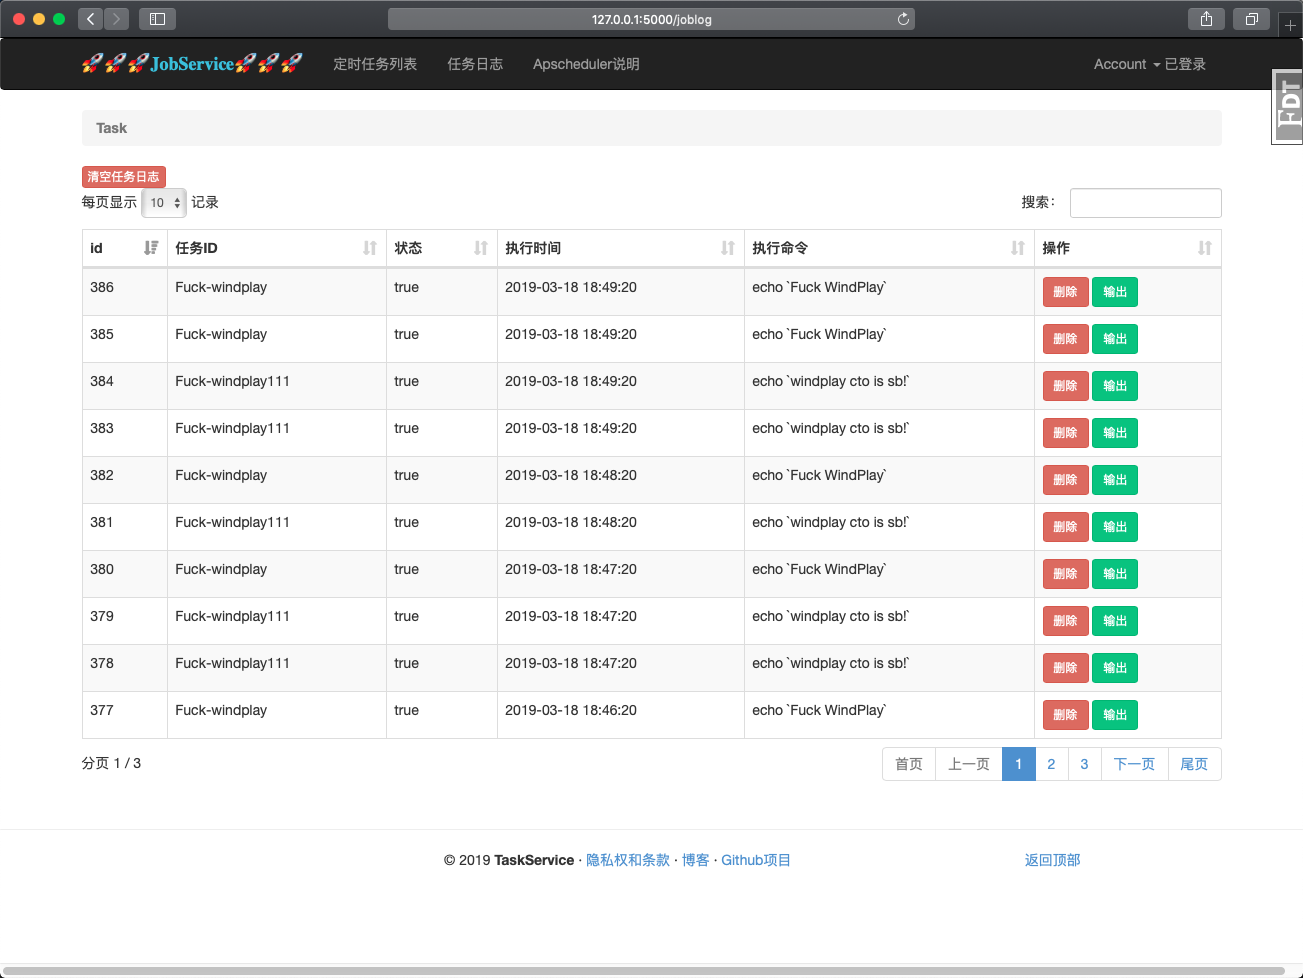 127.0.0.1:5000/joblog
🚀🚀🚀JobService🚀🚀🚀 定时任务列表 任务日志 Apscheduler说明 Account 已登录
FDT
Task
清空任务日志
每页显示 10 记录 搜索：
id 任务ID 状态 执行时间 执行命令 操作
386 Fuck-windplay true 2019-03-18 18:49:20 echo `Fuck WindPlay` 删除 输出
385 Fuck-windplay true 2019-03-18 18:49:20 echo `Fuck WindPlay` 删除 输出
384 Fuck-windplay111 true 2019-03-18 18:49:20 echo `windplay cto is sb!` 删除 输出
383 Fuck-windplay111 true 2019-03-18 18:49:20 echo `windplay cto is sb!` 删除 输出
382 Fuck-windplay true 2019-03-18 18:48:20 echo `Fuck WindPlay` 删除 输出
381 Fuck-windplay111 true 2019-03-18 18:48:20 echo `windplay cto is sb!` 删除 输出
380 Fuck-windplay true 2019-03-18 18:47:20 echo `Fuck WindPlay` 删除 输出
379 Fuck-windplay111 true 2019-03-18 18:47:20 echo `windplay cto is sb!` 删除 输出
378 Fuck-windplay111 true 2019-03-18 18:47:20 echo `windplay cto is sb!` 删除 输出
377 Fuck-windplay true 2019-03-18 18:46:20 echo `Fuck WindPlay` 删除 输出
分页 1 / 3 首页 上一页 1 2 3 下一页 尾页
© 2019 TaskService · 隐私权和条款 · 博客 · Github项目 返回顶部